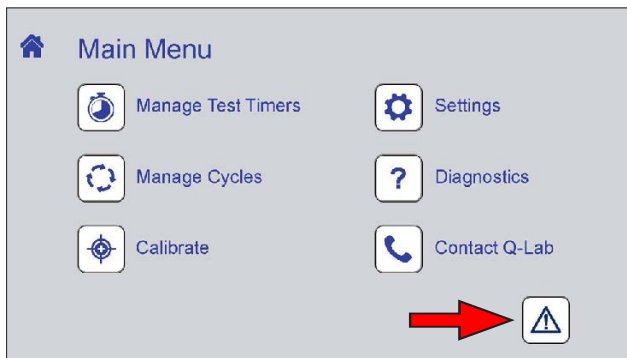 Main Menu
Manage Test Timers
Settings
Manage Cycles
?
Diagnostics
Calibrate
Contact Q-Lab